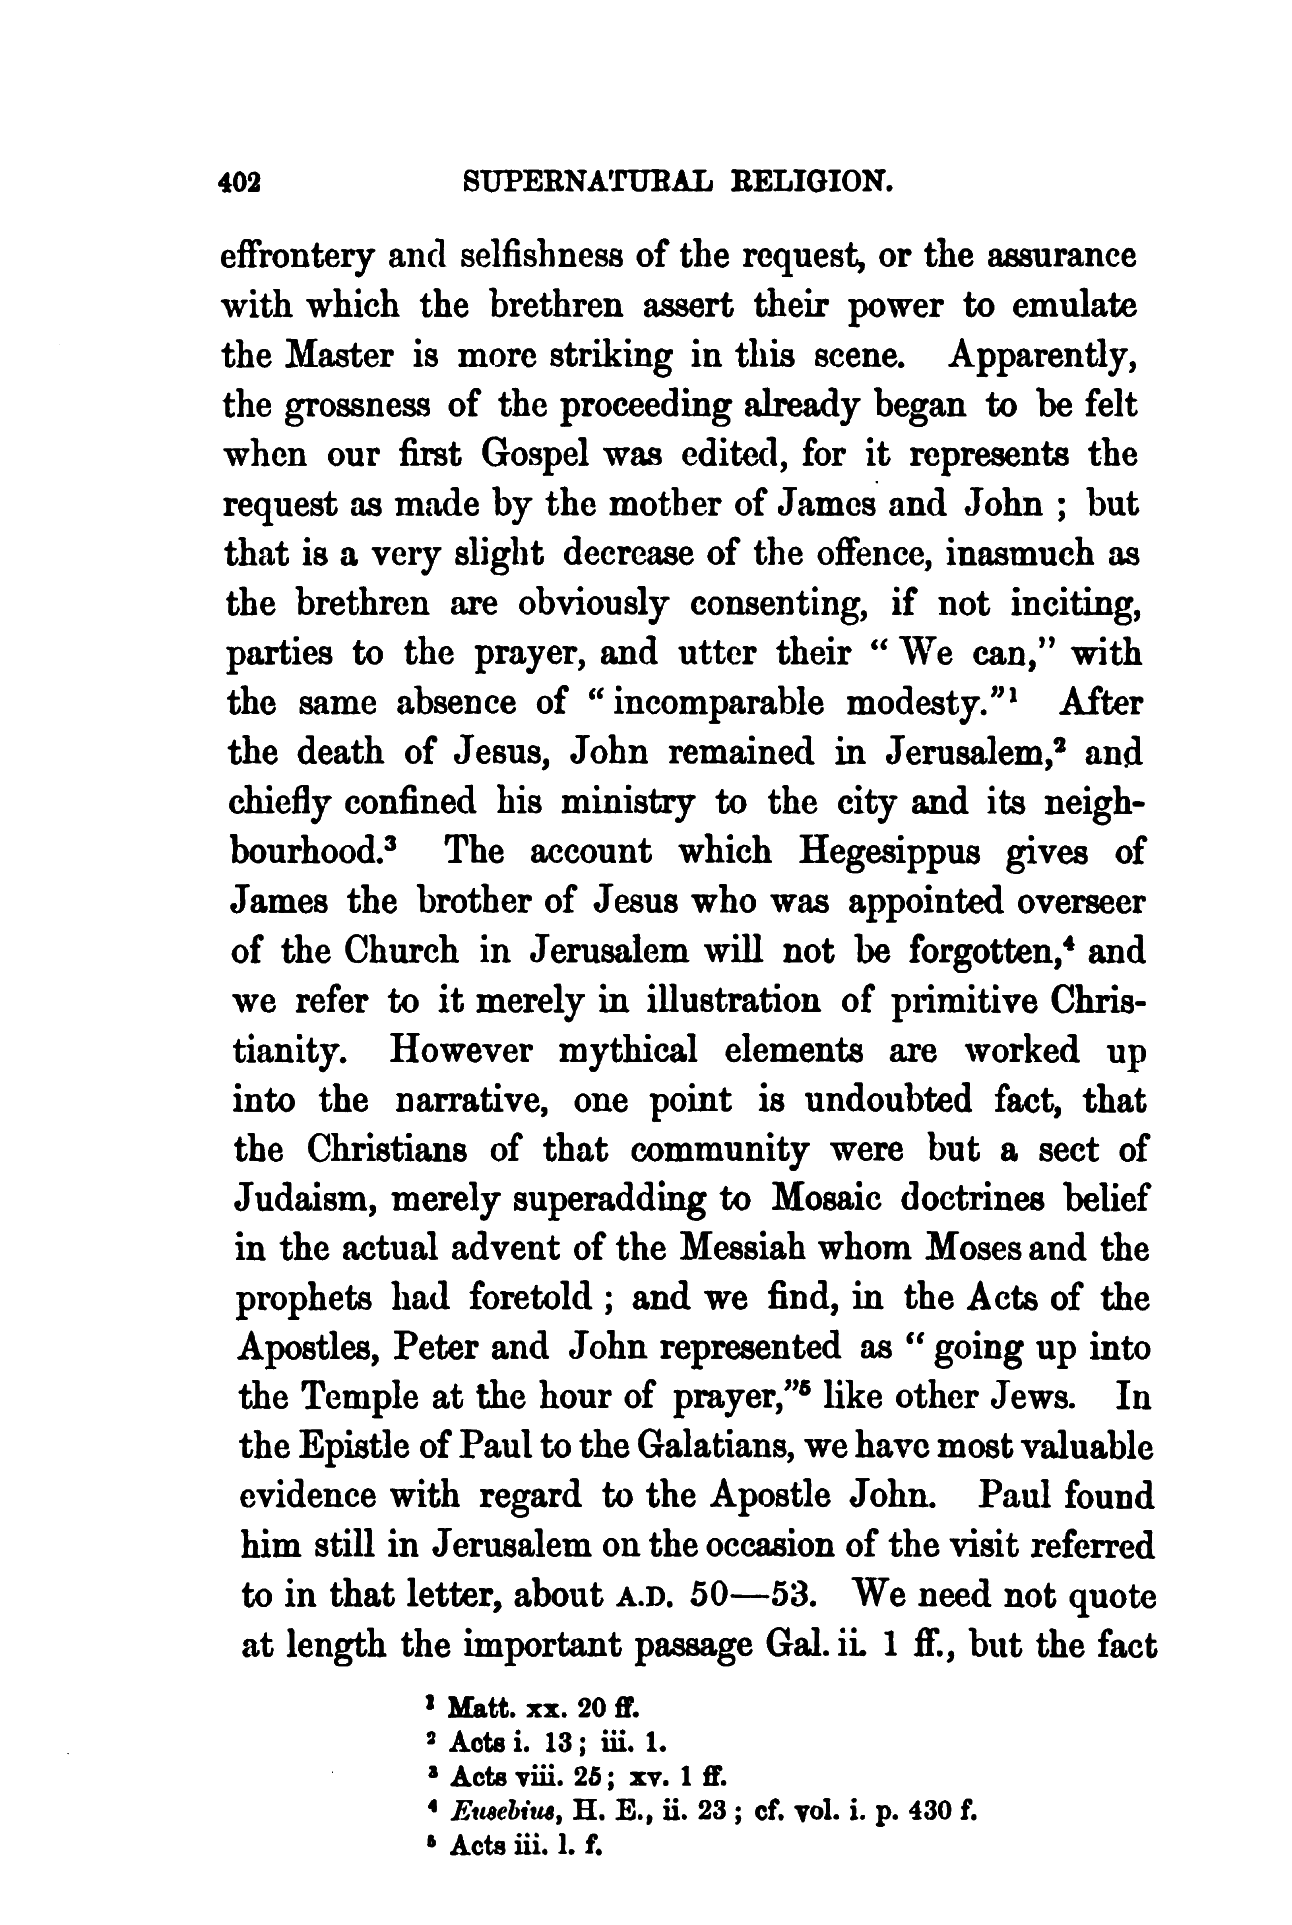 402 SUPERNATURAL RELIGION.
effrontery and selfishness of the request, or the assurance
with which the brethren assert their power to emulate
the Master is more striking in this scene. Apparently,
the grossness of the proceeding already began to be felt
when our first Gospel was edited, for it represents the
request as made by the mother of James and John ; but
that is a very slight decrease of the offence, inasmuch as
the brethren are obviously consenting, if not inciting,
parties to the prayer, and utter their “ We can,” with
the same absence of “ incomparable modesty.”¹ After
the death of Jesus, John remained in Jerusalem,² and
chiefly confined his ministry to the city and its neigh-
bourhood.³ The account which Hegesippus gives of
James the brother of Jesus who was appointed overseer
of the Church in Jerusalem will not be forgotten,⁴ and
we refer to it merely in illustration of primitive Chris-
tianity. However mythical elements are worked up
into the narrative, one point is undoubted fact, that
the Christians of that community were but a sect of
Judaism, merely superadding to Mosaic doctrines belief
in the actual advent of the Messiah whom Moses and the
prophets had foretold ; and we find, in the Acts of the
Apostles, Peter and John represented as “ going up into
the Temple at the hour of prayer,”⁵ like other Jews. In
the Epistle of Paul to the Galatians, we have most valuable
evidence with regard to the Apostle John. Paul found
him still in Jerusalem on the occasion of the visit referred
to in that letter, about A.D. 50—53. We need not quote
at length the important passage Gal. ii. 1 ff., but the fact
¹ Matt. xx. 20 ff.
² Acts i. 13 ; iii. 1.
³ Acts viii. 25 ; xv. 1 ff.
⁴ Eusebius, H. E., ii. 23 ; cf. vol. i. p. 430 f.
⁵ Acts iii. 1. f.